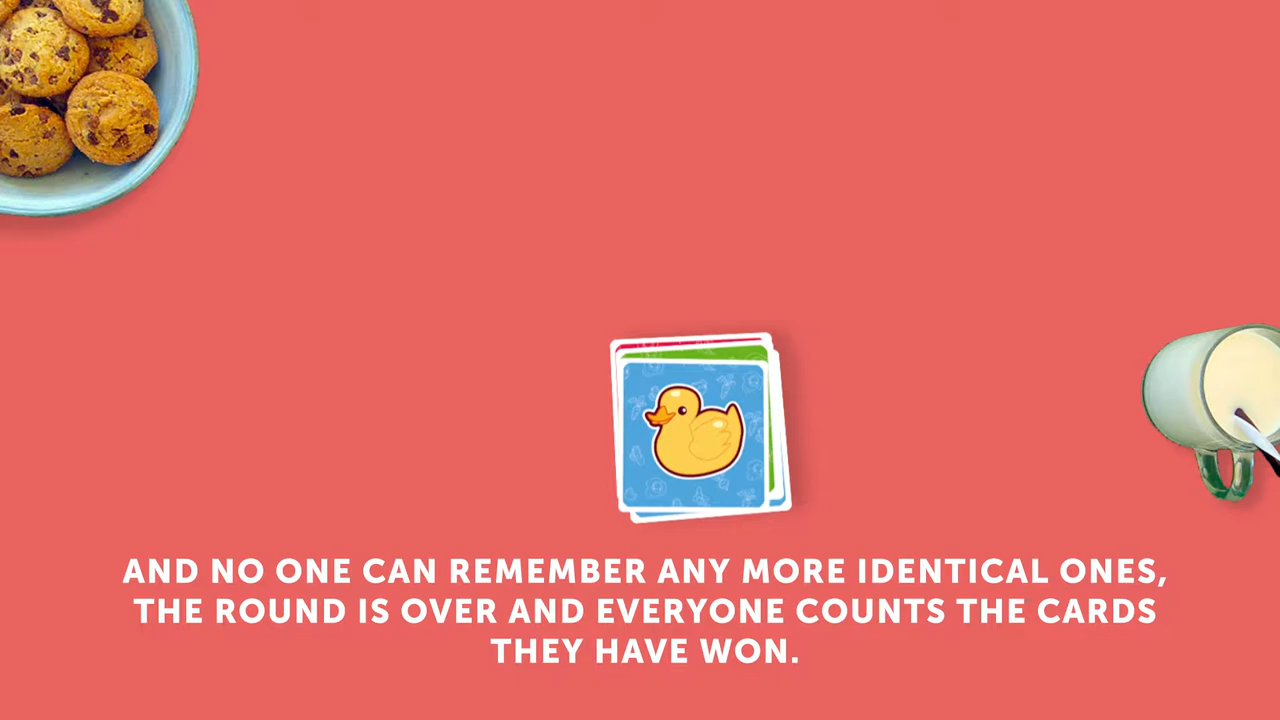 AND NO ONE CAN REMEMBER ANY MORE IDENTICAL ONES,
THE ROUND IS OVER AND EVERYONE COUNTS THE CARDS
THEY HAVE WON.